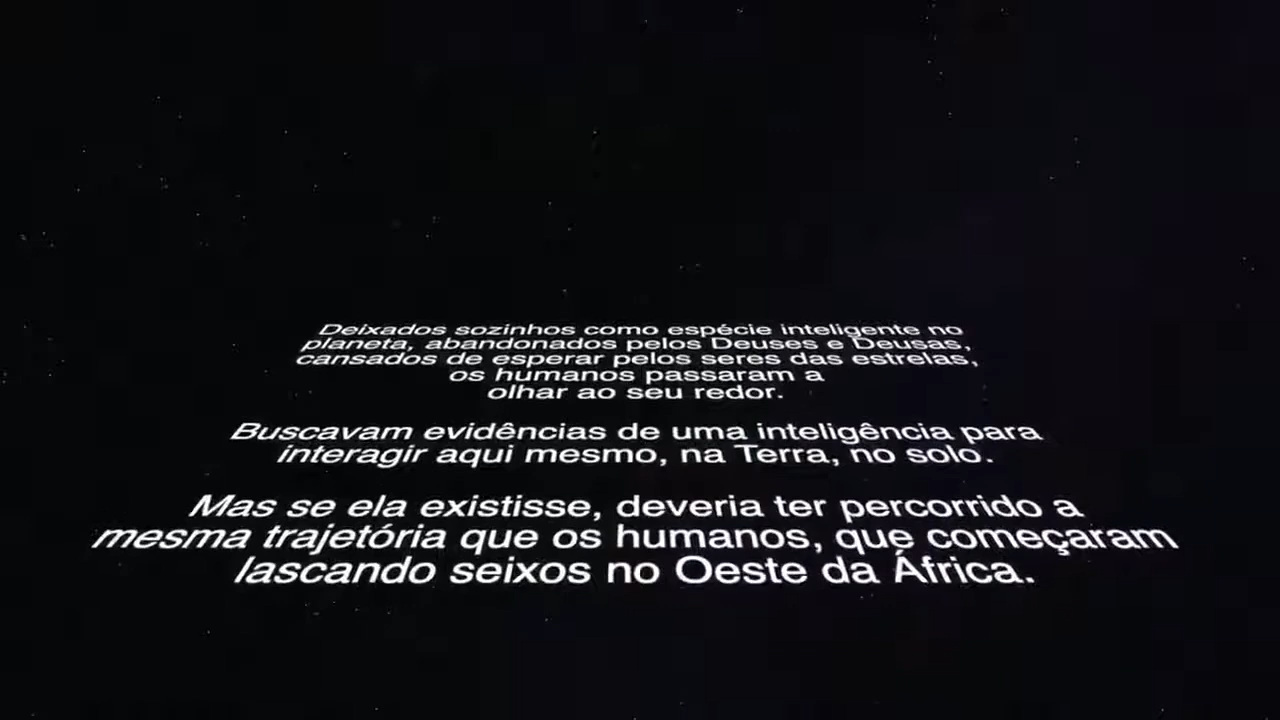 Deixados sozinhos como espécie inteligente no
planeta, abandonados pelos Deuses e Deusas,
cansados de esperar pelos seres das estrelas,
os humanos passaram a
olhar ao seu redor.
Buscavam evidências de uma inteligência para
interagir aqui mesmo, na Terra, no solo.
Mas se ela existisse, deveria ter percorrido a
mesma trajetória que os humanos, que começaram
lascando seixos no Oeste da África.